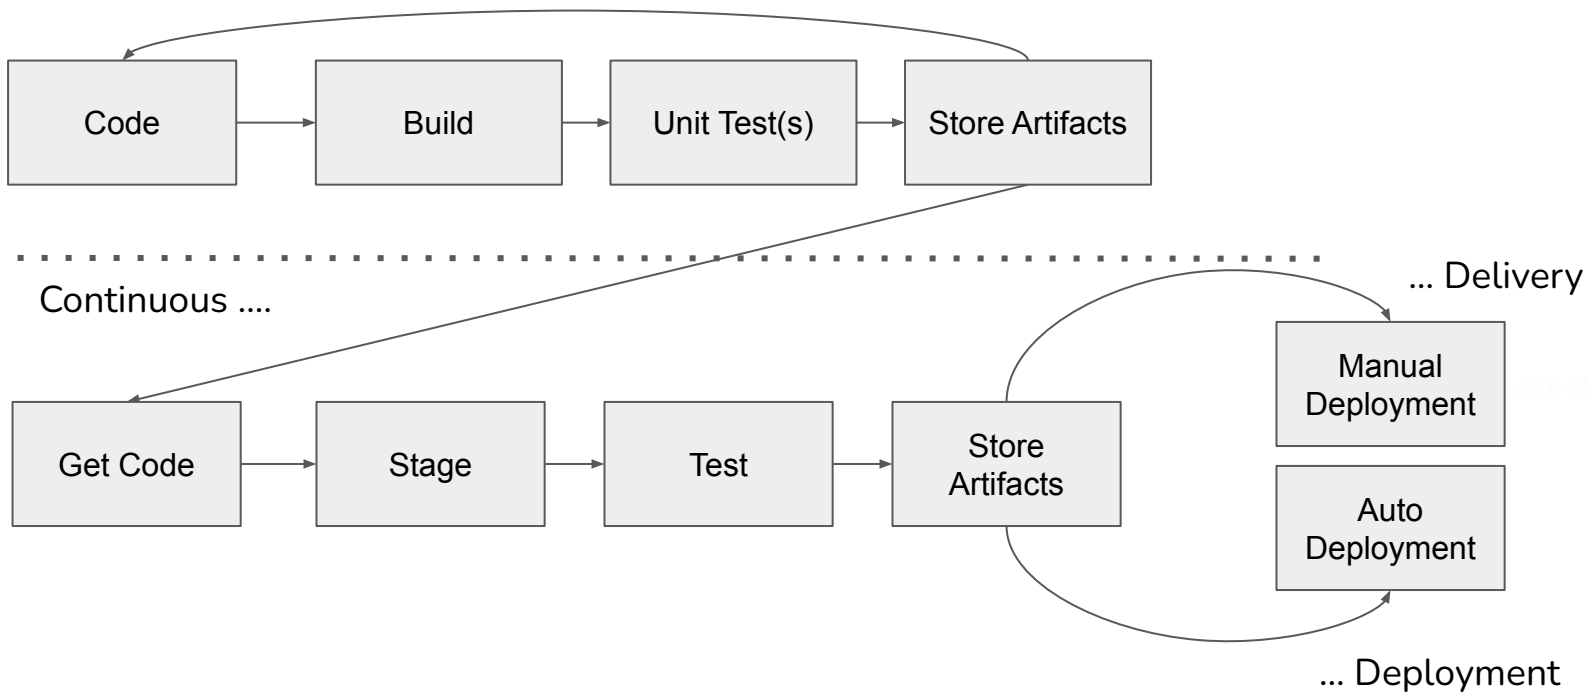 Code
Build
Unit Test(s)
Store Artifacts
Continuous ....
... Delivery
Manual
Deployment
Get Code
Stage
Test
Store
Artifacts
Auto
Deployment
... Deployment